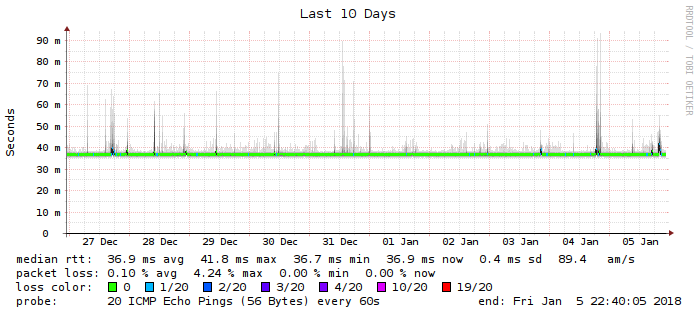 Last 10 Days
RRDTOOL / TOBI OETIKER
Seconds
90 m
80 m
70 m
60 m
50 m
40 m
30 m
20 m
10 m
0
27 Dec 28 Dec 29 Dec 30 Dec 31 Dec 01 Jan 02 Jan 03 Jan 04 Jan 05 Jan
median rtt: 36.9 ms avg 41.8 ms max 36.7 ms min 36.9 ms now 0.4 ms sd 89.4 am/s
packet loss: 0.10 % avg 4.24 % max 0.00 % min 0.00 % now
loss color: 0 1/20 2/20 3/20 4/20 10/20 19/20
probe: 20 ICMP Echo Pings (56 Bytes) every 60s end: Fri Jan 5 22:40:05 2018